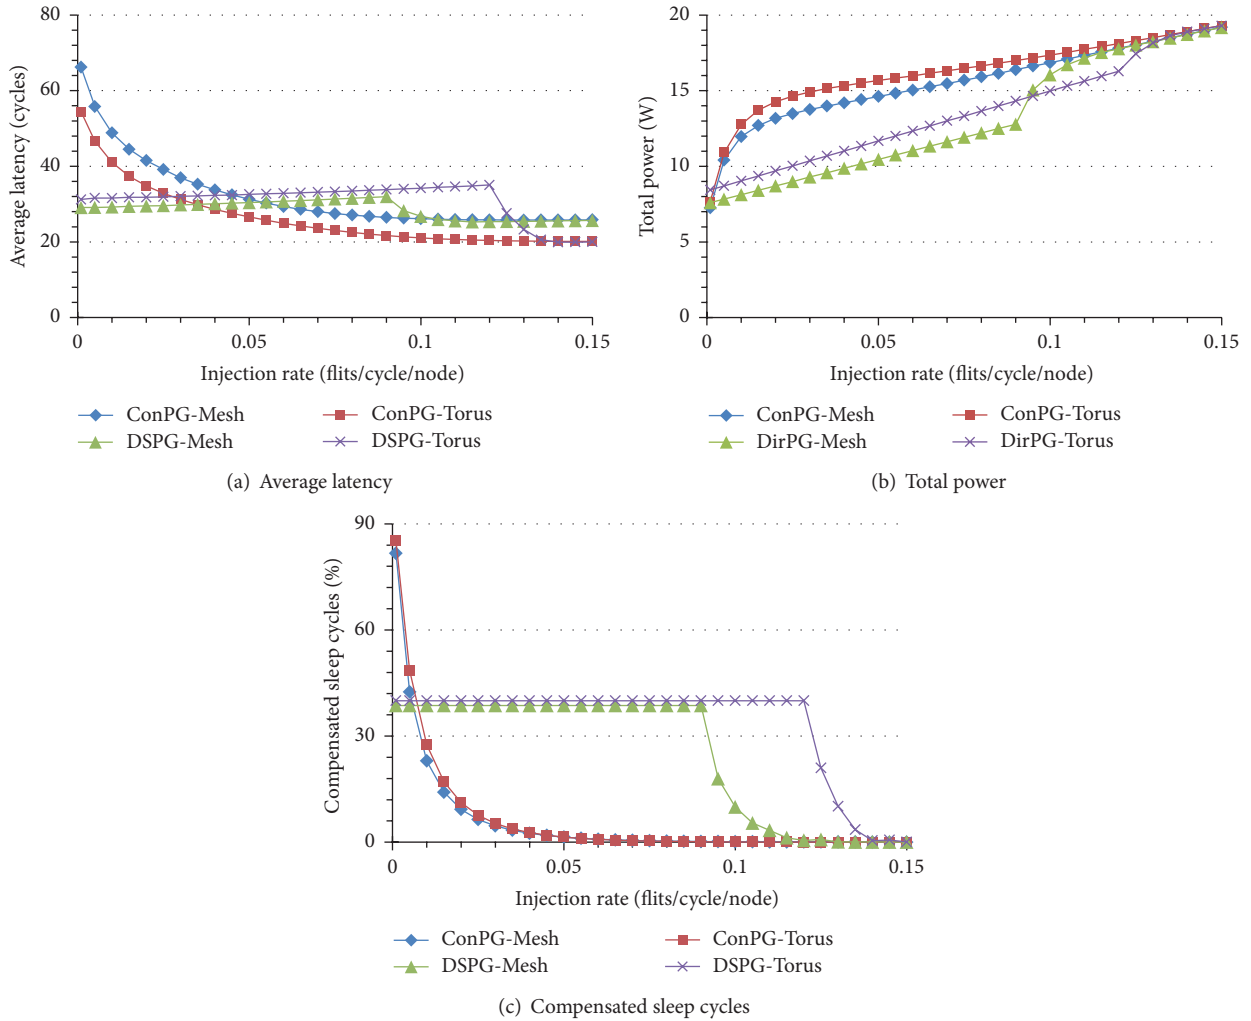 80
60
40
20
0
Average latency (cycles)
0 0.05 0.1 0.15
Injection rate (flits/cycle/node)
ConPG-Mesh ConPG-Torus
DSPG-Mesh DSPG-Torus
(a) Average latency
20
15
10
5
0
Total power (W)
0 0.05 0.1 0.15
Injection rate (flits/cycle/node)
ConPG-Mesh ConPG-Torus
DirPG-Mesh DirPG-Torus
(b) Total power
90
60
30
0
Compensated sleep cycles (%)
0 0.05 0.1 0.15
Injection rate (flits/cycle/node)
ConPG-Mesh ConPG-Torus
DSPG-Mesh DSPG-Torus
(c) Compensated sleep cycles